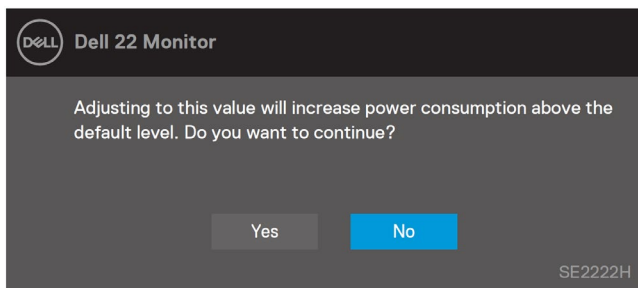 DELL Dell 22 Monitor
Adjusting to this value will increase power consumption above the
default level. Do you want to continue?
Yes No
SE2222H